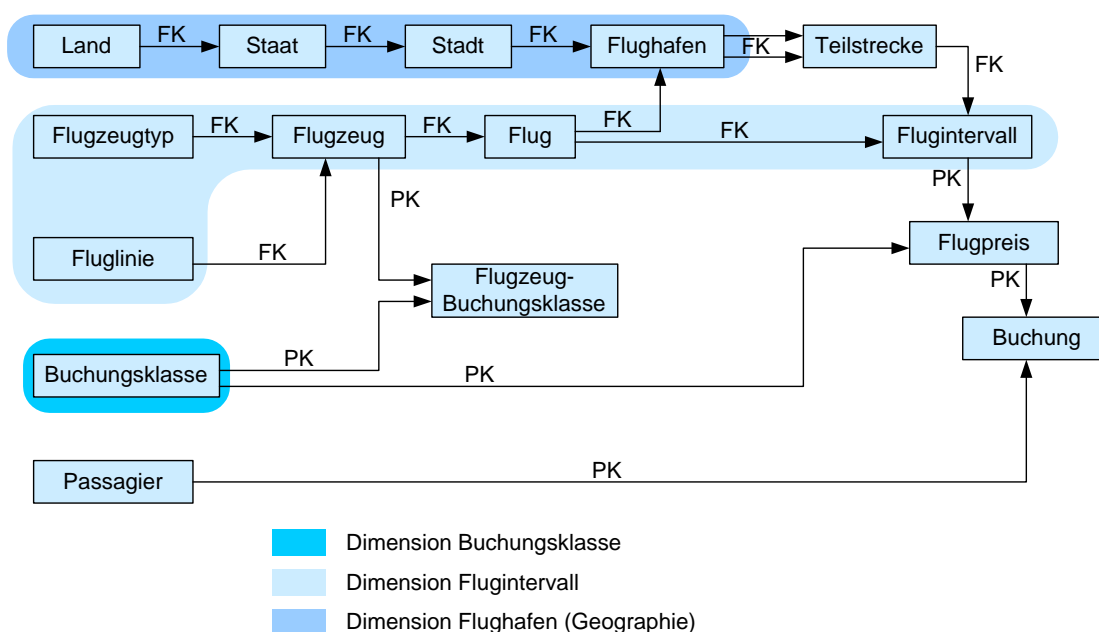 Land
FK
Staat
FK
Stadt
FK
Flughafen
FK
Teilstrecke
FK
Flugzeugtyp
FK
Flugzeug
FK
Flug
FK
FK
Flugintervall
PK
PK
Fluglinie
FK
Flugpreis
Flugzeug-
Buchungsklasse
PK
Buchung
Buchungsklasse
PK
PK
Passagier
PK
Dimension Buchungsklasse
Dimension Flugintervall
Dimension Flughafen (Geographie)